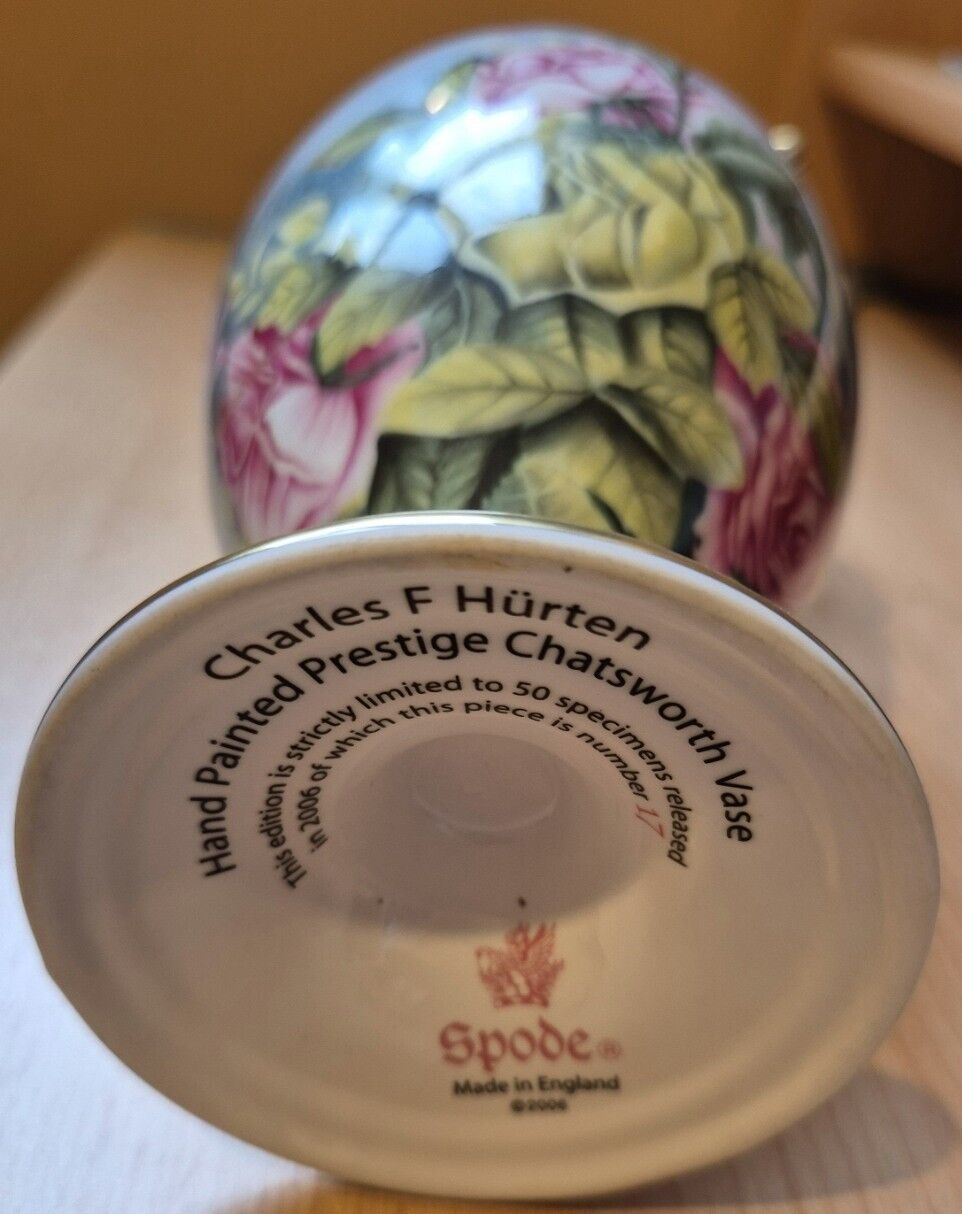 Charles F Hürten
Hand Painted Prestige Chatsworth Vase
This edition is strictly limited to 50 specimens released
in 2006 of which this piece is number 17
Spode®
Made in England
©2006